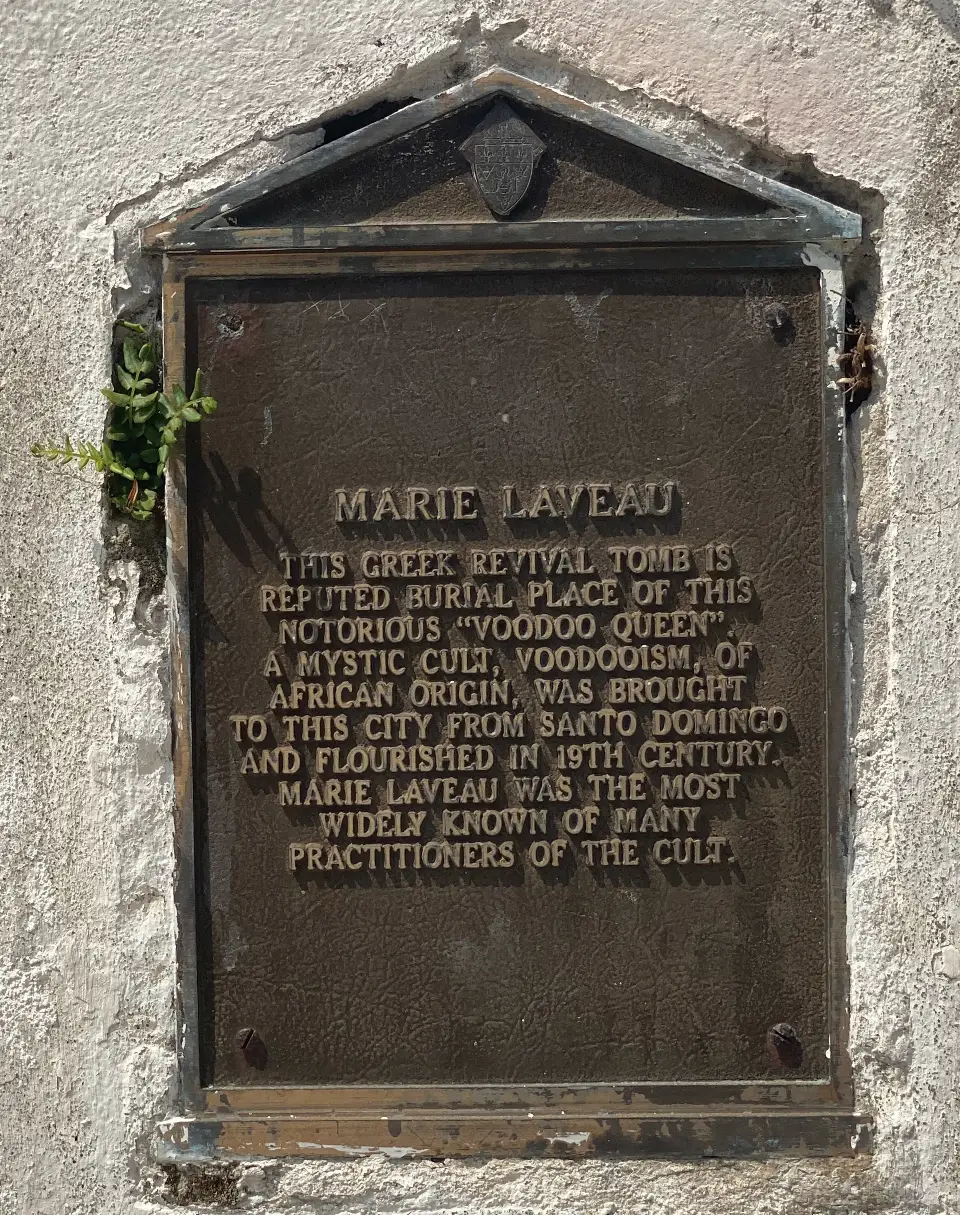 MARIE LAVEAU
THIS GREEK REVIVAL TOMB IS
REPUTED BURIAL PLACE OF THIS
NOTORIOUS “VOODOO QUEEN”.
A MYSTIC CULT, VOODOOISM, OF
AFRICAN ORIGIN, WAS BROUGHT
TO THIS CITY FROM SANTO DOMINGO
AND FLOURISHED IN 19TH CENTURY.
MARIE LAVEAU WAS THE MOST
WIDELY KNOWN OF MANY
PRACTITIONERS OF THE CULT.